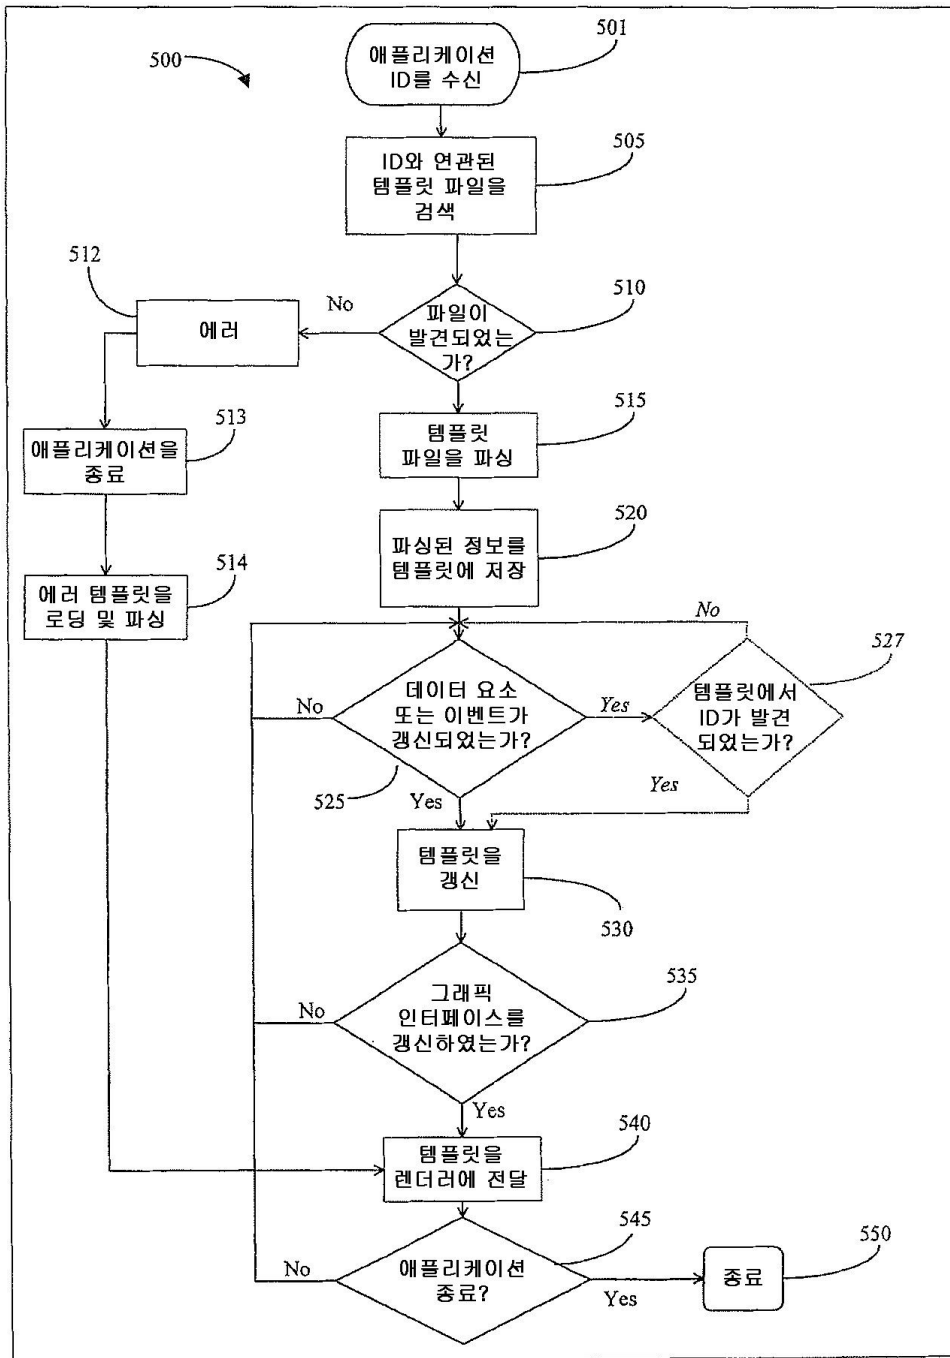 500
애플리케이션
ID를 수신
501
ID와 연관된
템플릿 파일을
검색
505
512
에러
No
파일이
발견되었는
가?
510
513
애플리케이션을
종료
템플릿
파일을 파싱
515
파싱된 정보를
템플릿에 저장
520
514
에러 템플릿을
로딩 및 파싱
No
527
No
데이터 요소
또는 이벤트가
갱신되었는가?
Yes
템플릿에서
ID가 발견
되었는가?
525
Yes
Yes
템플릿을
갱신
530
No
그래픽
인터페이스를
갱신하였는가?
535
Yes
템플릿을
렌더러에 전달
540
No
애플리케이션
종료?
545
Yes
종료
550